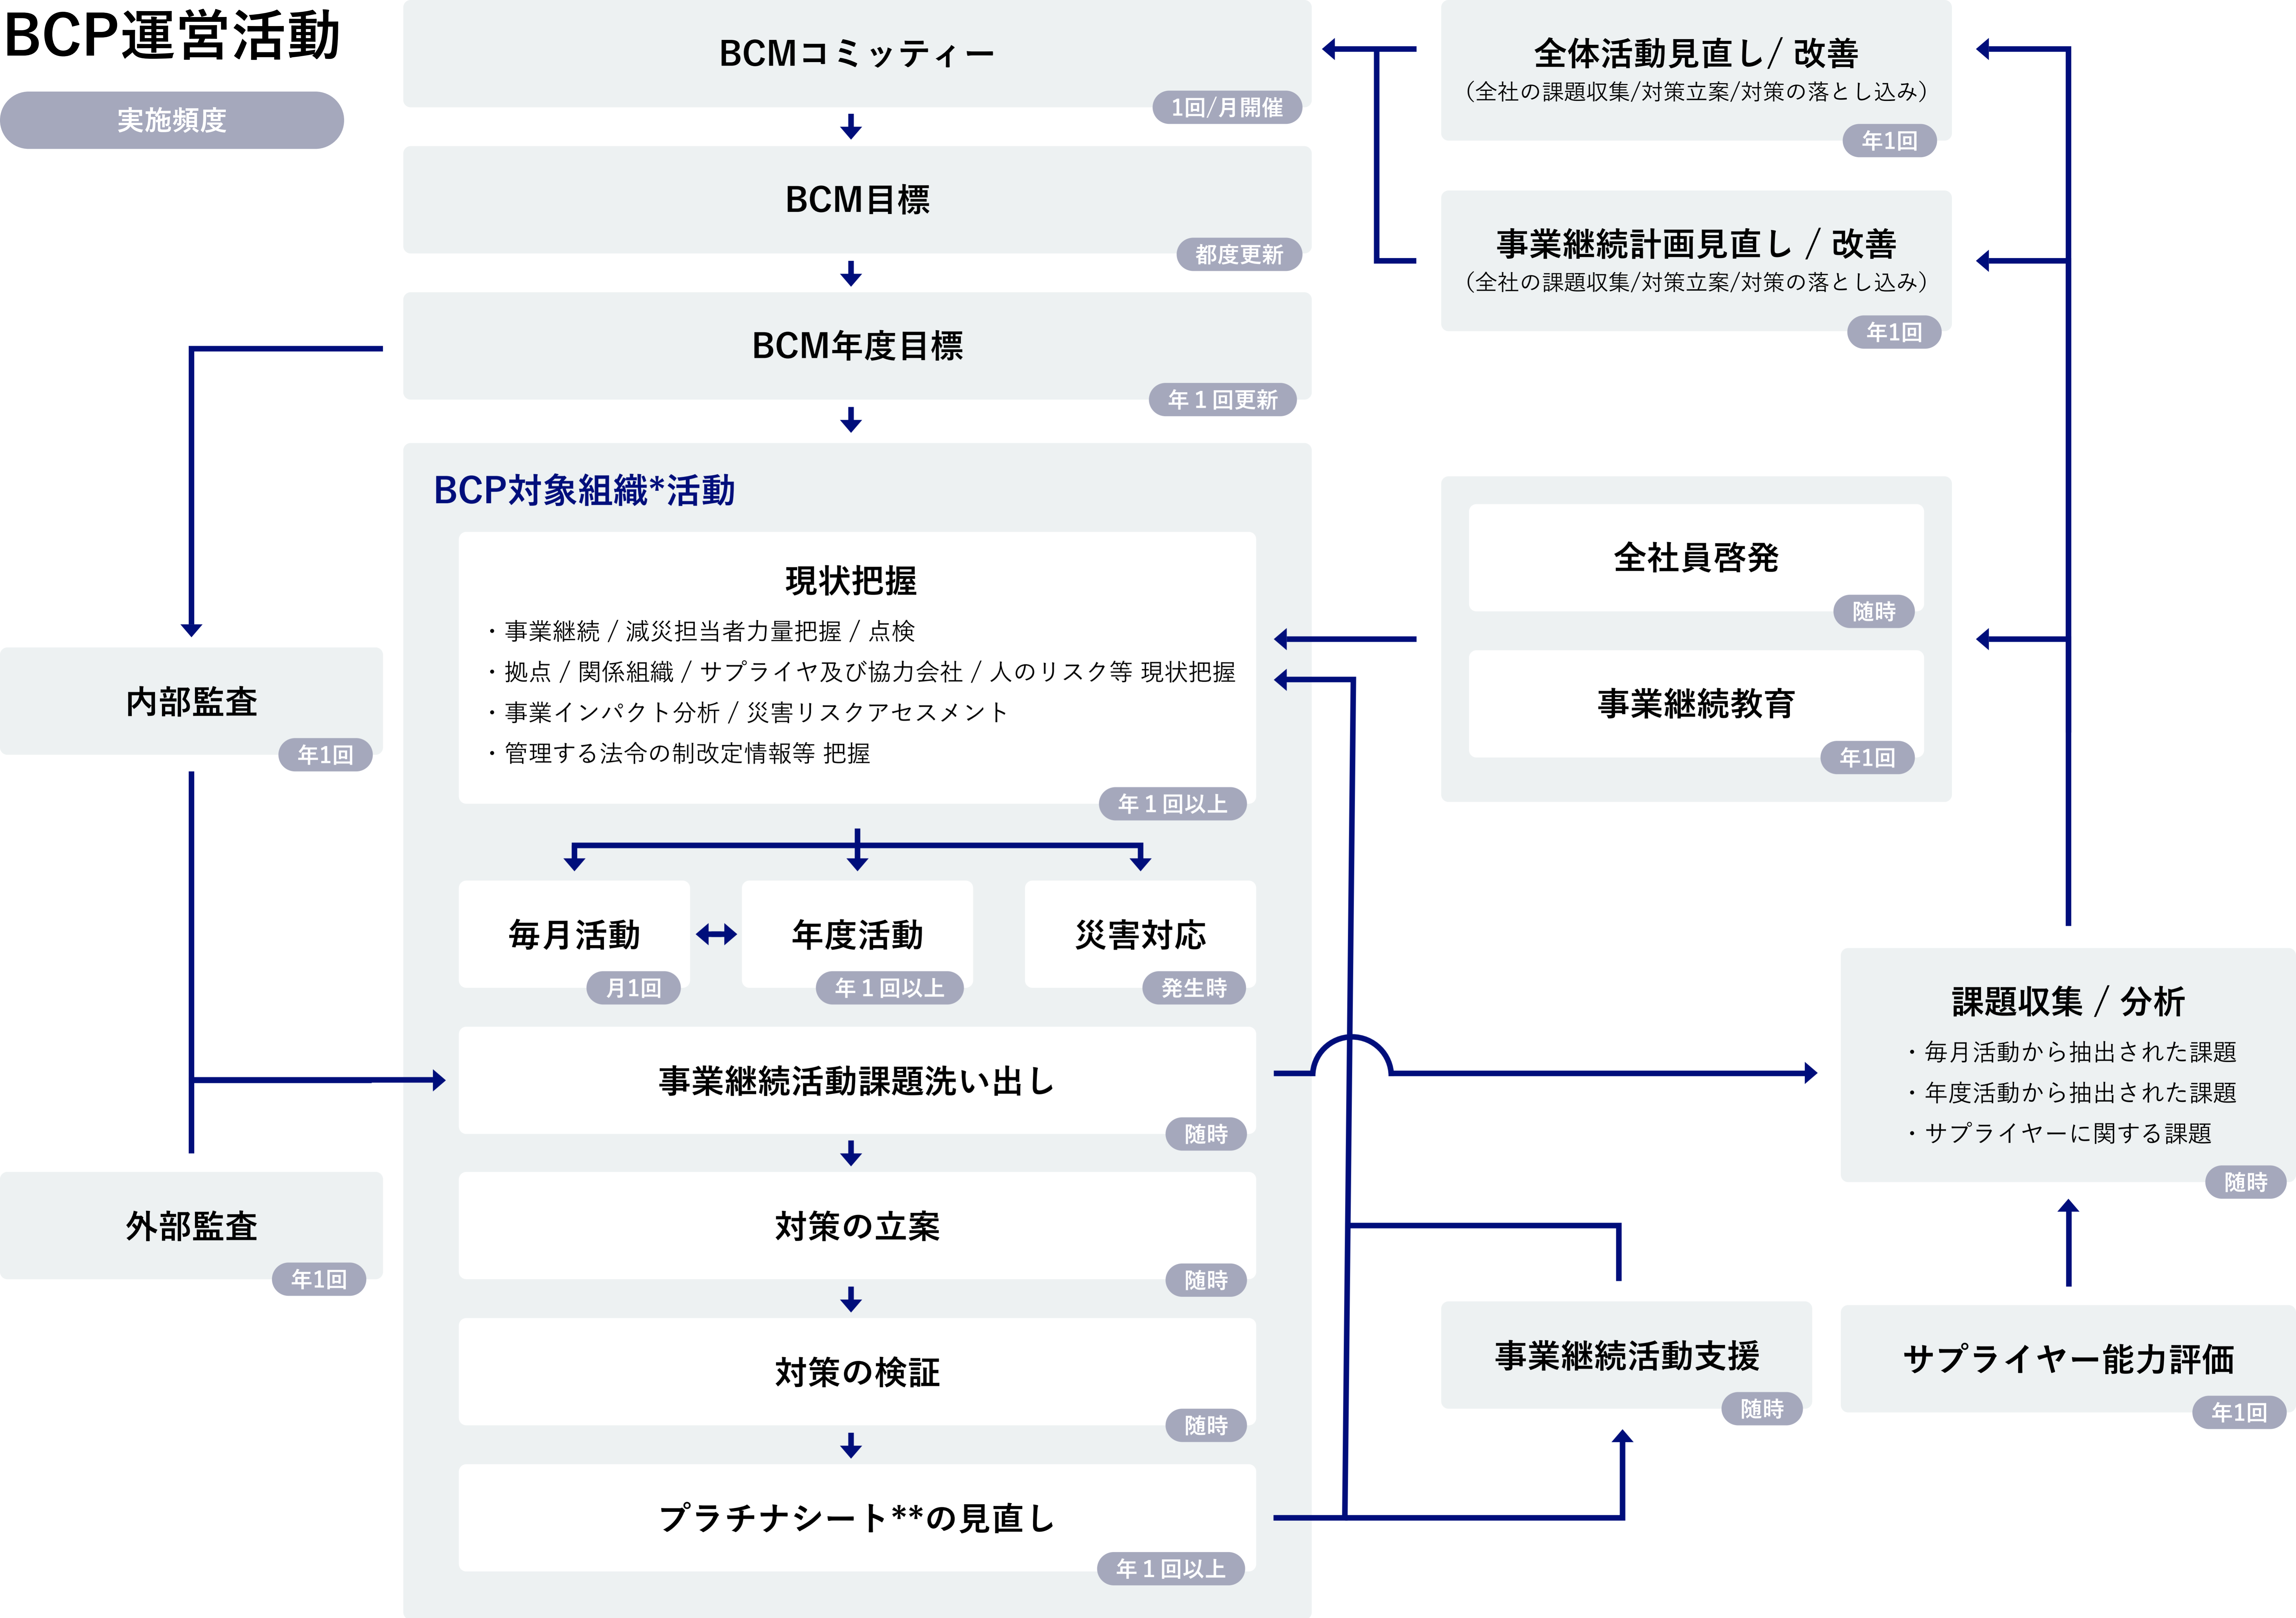 BCP運営活動
実施頻度
BCMコミッティー
1回/月開催
BCM目標
都度更新
BCM年度目標
年1回更新
全体活動見直し/ 改善
（全社の課題収集/対策立案/対策の落とし込み）
年1回
事業継続計画見直し / 改善
（全社の課題収集/対策立案/対策の落とし込み）
年1回
BCP対象組織*活動
現状把握
・事業継続 / 減災担当者力量把握 / 点検
・拠点 / 関係組織 / サプライヤ及び協力会社 / 人のリスク等 現状把握
・事業インパクト分析 / 災害リスクアセスメント
・管理する法令の制改定情報等 把握
年1回以上
全社員啓発
随時
事業継続教育
年1回
内部監査
年1回
毎月活動
月1回
年度活動
年1回以上
災害対応
発生時
事業継続活動課題洗い出し
随時
課題収集 / 分析
・毎月活動から抽出された課題
・年度活動から抽出された課題
・サプライヤーに関する課題
随時
外部監査
年1回
対策の立案
随時
対策の検証
随時
事業継続活動支援
随時
サプライヤー能力評価
年1回
プラチナシート**の見直し
年1回以上